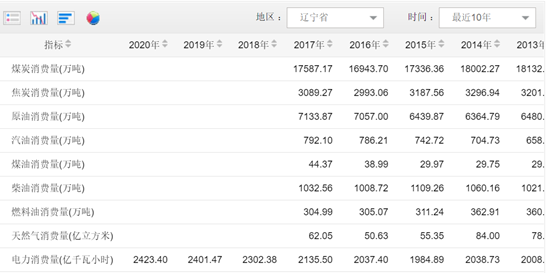 地区： 辽宁省 时间： 最近10年
指标 2020年 2019年 2018年 2017年 2016年 2015年 2014年 2013年
煤炭消费量(万吨) 17587.17 16943.70 17336.36 18002.27 18132.
焦炭消费量(万吨) 3089.27 2993.06 3187.56 3296.94 3201.
原油消费量(万吨) 7133.87 7057.00 6439.87 6364.79 6480.
汽油消费量(万吨) 792.10 786.21 742.72 704.73 658.
煤油消费量(万吨) 44.37 38.99 29.97 29.75 29.
柴油消费量(万吨) 1032.56 1008.72 1109.26 1060.16 1021.
燃料油消费量(万吨) 304.99 305.07 311.24 362.91 360.
天然气消费量(亿立方米) 62.05 50.63 55.35 84.00 78.
电力消费量(亿千瓦小时) 2423.40 2401.47 2302.38 2135.50 2037.40 1984.89 2038.73 2008.